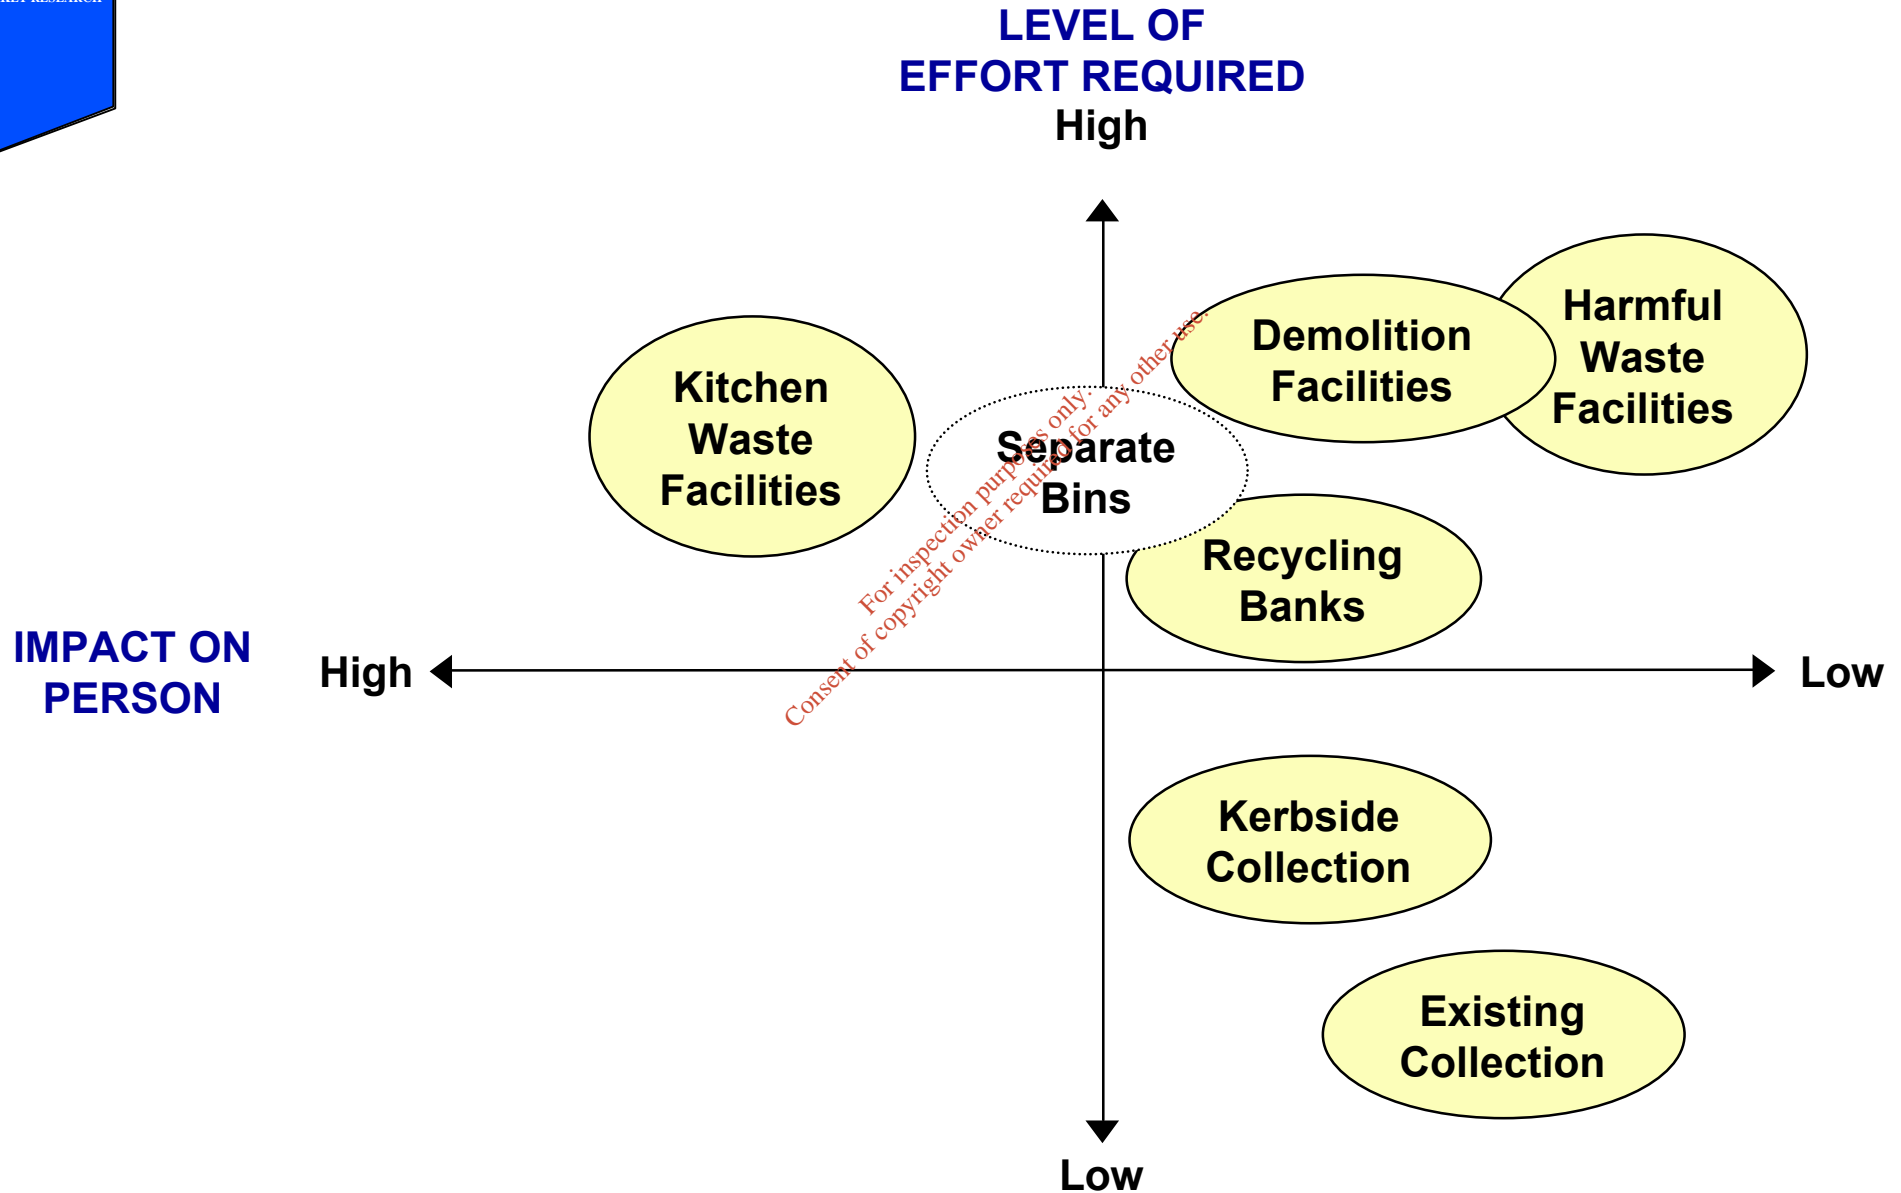 LEVEL OF
EFFORT REQUIRED
High
Harmful
Waste
Facilities
Demolition
Facilities
Kitchen
Waste
Facilities
Separate
Bins
Recycling
Banks
For inspection purposes only.
Consent of copyright owner required for any other use.
IMPACT ON
PERSON
High
Low
Kerbside
Collection
Existing
Collection
Low